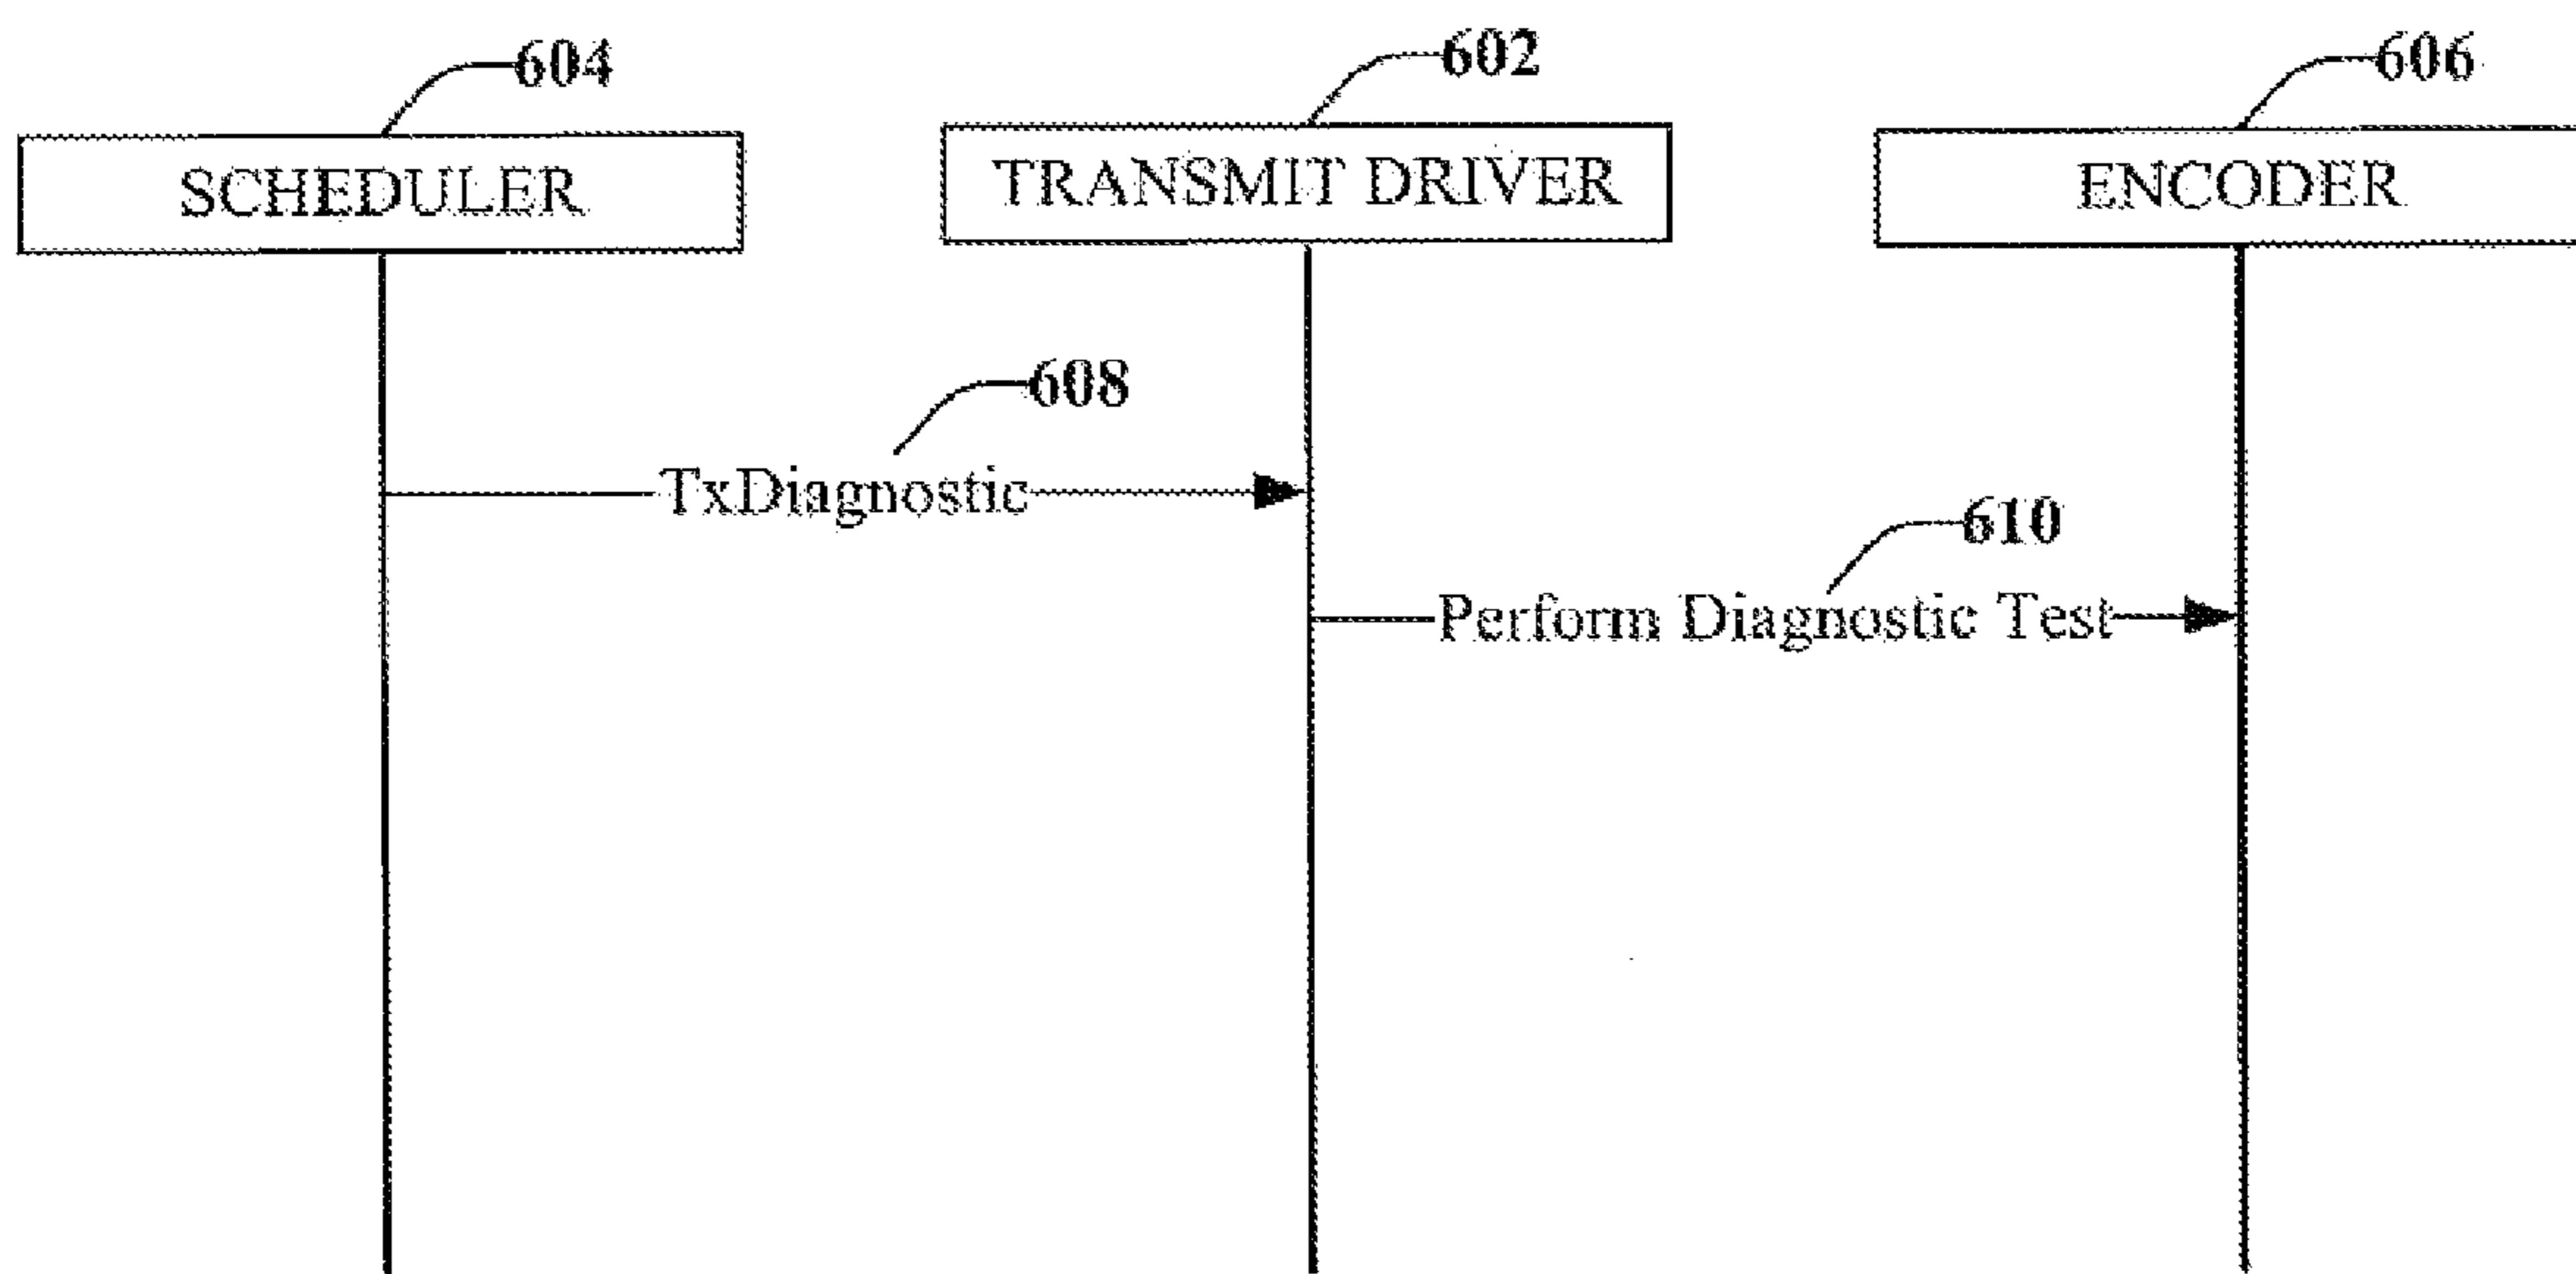 604
602
606
SCHEDULER
TRANSMIT DRIVER
ENCODER
608
TxDiagnostic
610
Perform Diagnostic Test